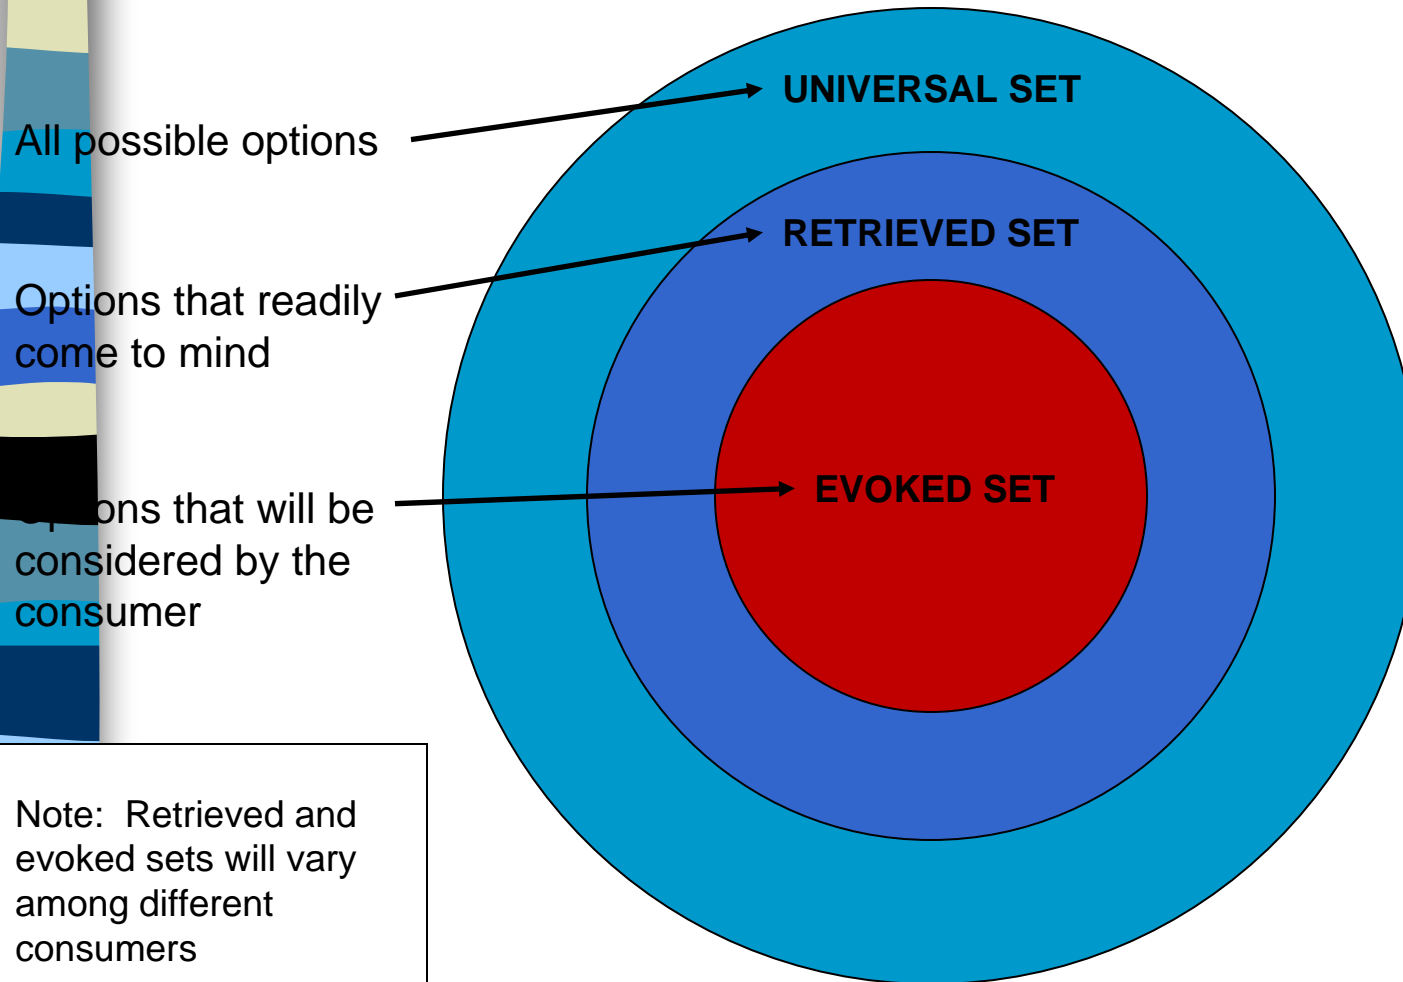 UNIVERSAL SET
All possible options
RETRIEVED SET
Options that readily
come to mind
EVOKED SET
Options that will be
considered by the
consumer
Note: Retrieved and
evoked sets will vary
among different
consumers